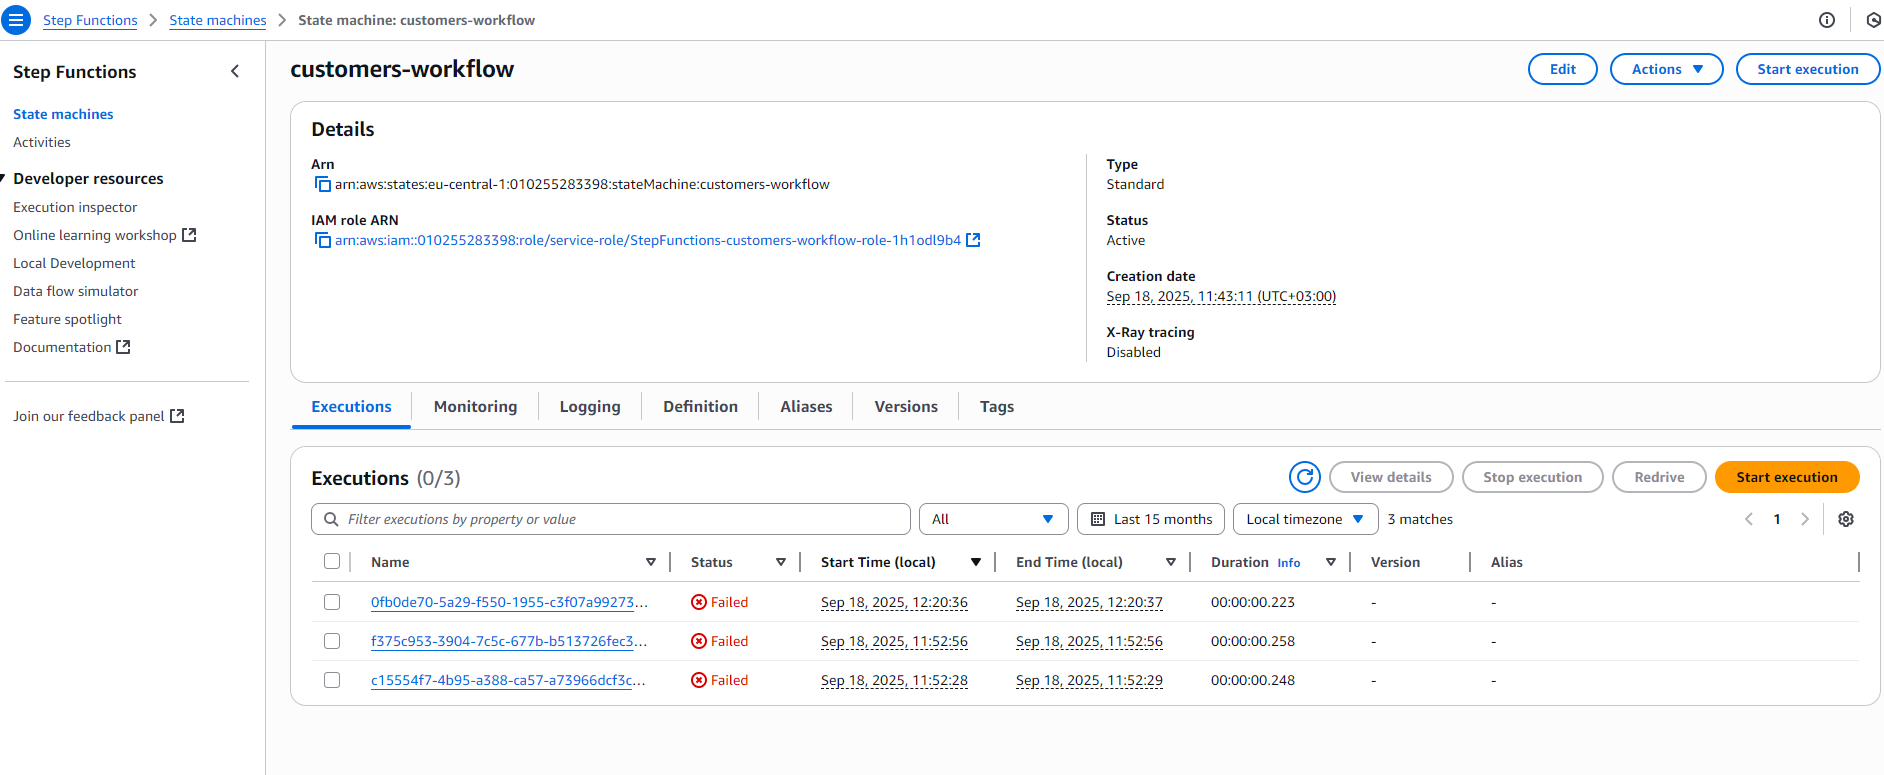 Step Functions > State machines > State machine: customers-workflow
Step Functions
State machines
Activities
Developer resources
Execution inspector
Online learning workshop
Local Development
Data flow simulator
Feature spotlight
Documentation
Join our feedback panel
customers-workflow
Edit
Actions
Start execution
Details
Arn
arn:aws:states:eu-central-1:010255283398:stateMachine:customers-workflow
IAM role ARN
arn:aws:iam::010255283398:role/service-role/StepFunctions-customers-workflow-role-1h1odl9b4
Type
Standard
Status
Active
Creation date
Sep 18, 2025, 11:43:11 (UTC+03:00)
X-Ray tracing
Disabled
Executions Monitoring Logging Definition Aliases Versions Tags
Executions (0/3)
View details Stop execution Redrive Start execution
Filter executions by property or value All Last 15 months Local timezone 3 matches 1
Name Status Start Time (local) End Time (local) Duration Info Version Alias
0fb0de70-5a29-f550-1955-c3f07a99273... Failed Sep 18, 2025, 12:20:36 Sep 18, 2025, 12:20:37 00:00:00.223 - -
f375c953-3904-7c5c-677b-b513726fec3... Failed Sep 18, 2025, 11:52:56 Sep 18, 2025, 11:52:56 00:00:00.258 - -
c15554f7-4b95-a388-ca57-a73966dcf3c... Failed Sep 18, 2025, 11:52:28 Sep 18, 2025, 11:52:29 00:00:00.248 - -